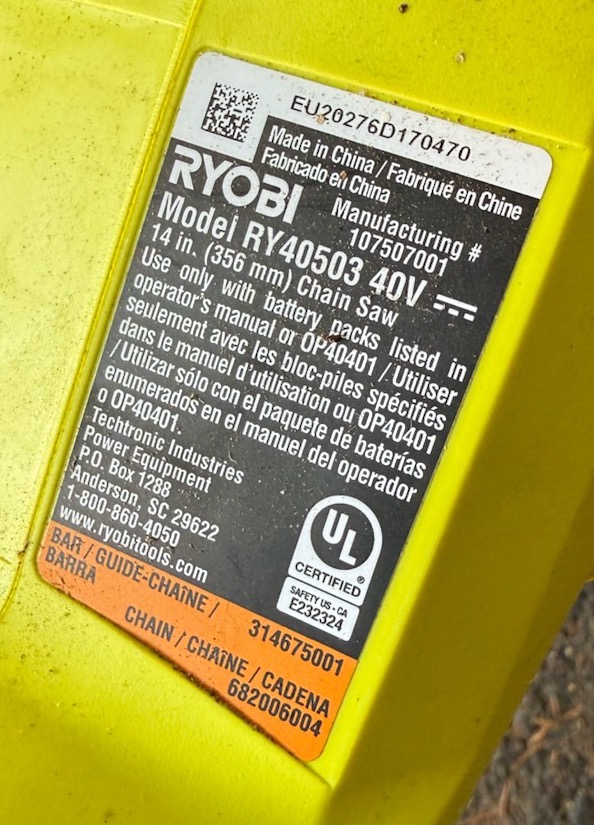 EU20276D170470
Made in China / Fabriqué en Chine
Fabricado en China
RYOBI
Manufacturing #
107507001
Model RY40503 40V
14 in. (356 mm) Chain Saw
Use only with battery packs listed in
operator's manual or OP40401 / Utiliser
seulement avec les bloc-piles spécifiés
dans le manuel d'utilisation ou OP40401
/ Utilizar sólo con el paquete de baterías
enumerados en el manuel del operador
o OP40401.
Techtronic Industries
Power Equipment
P.O. Box 1288
Anderson, SC 29622
1-800-860-4050
www.ryobitools.com
UL
®
CERTIFIED
SAFETY US - CA
E232324
BAR / GUIDE-CHAÎNE /
BARRA
314675001
CHAIN / CHAÎNE / CADENA
682006004